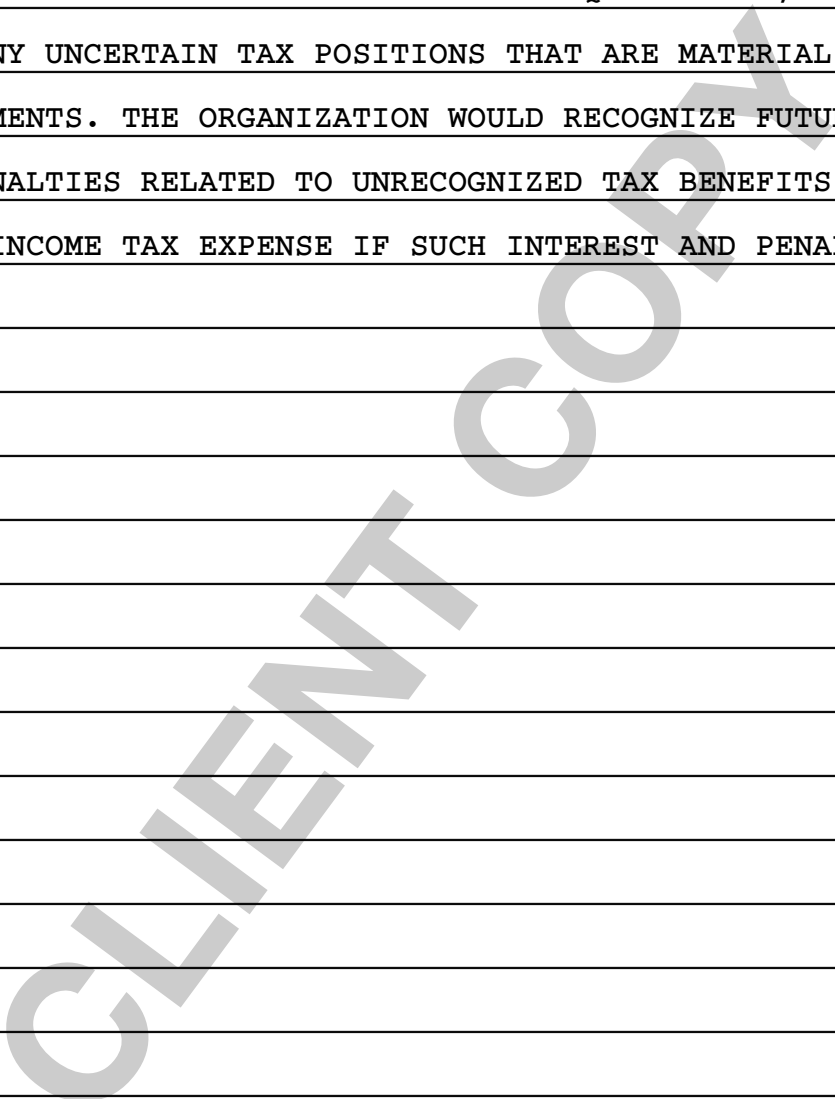 NY UNCERTAIN TAX POSITIONS THAT ARE MATERIAL
MENTS. THE ORGANIZATION WOULD RECOGNIZE FUTU
NALTIES RELATED TO UNRECOGNIZED TAX BENEFITS
INCOME TAX EXPENSE IF SUCH INTEREST AND PENA
CLIENT COPY